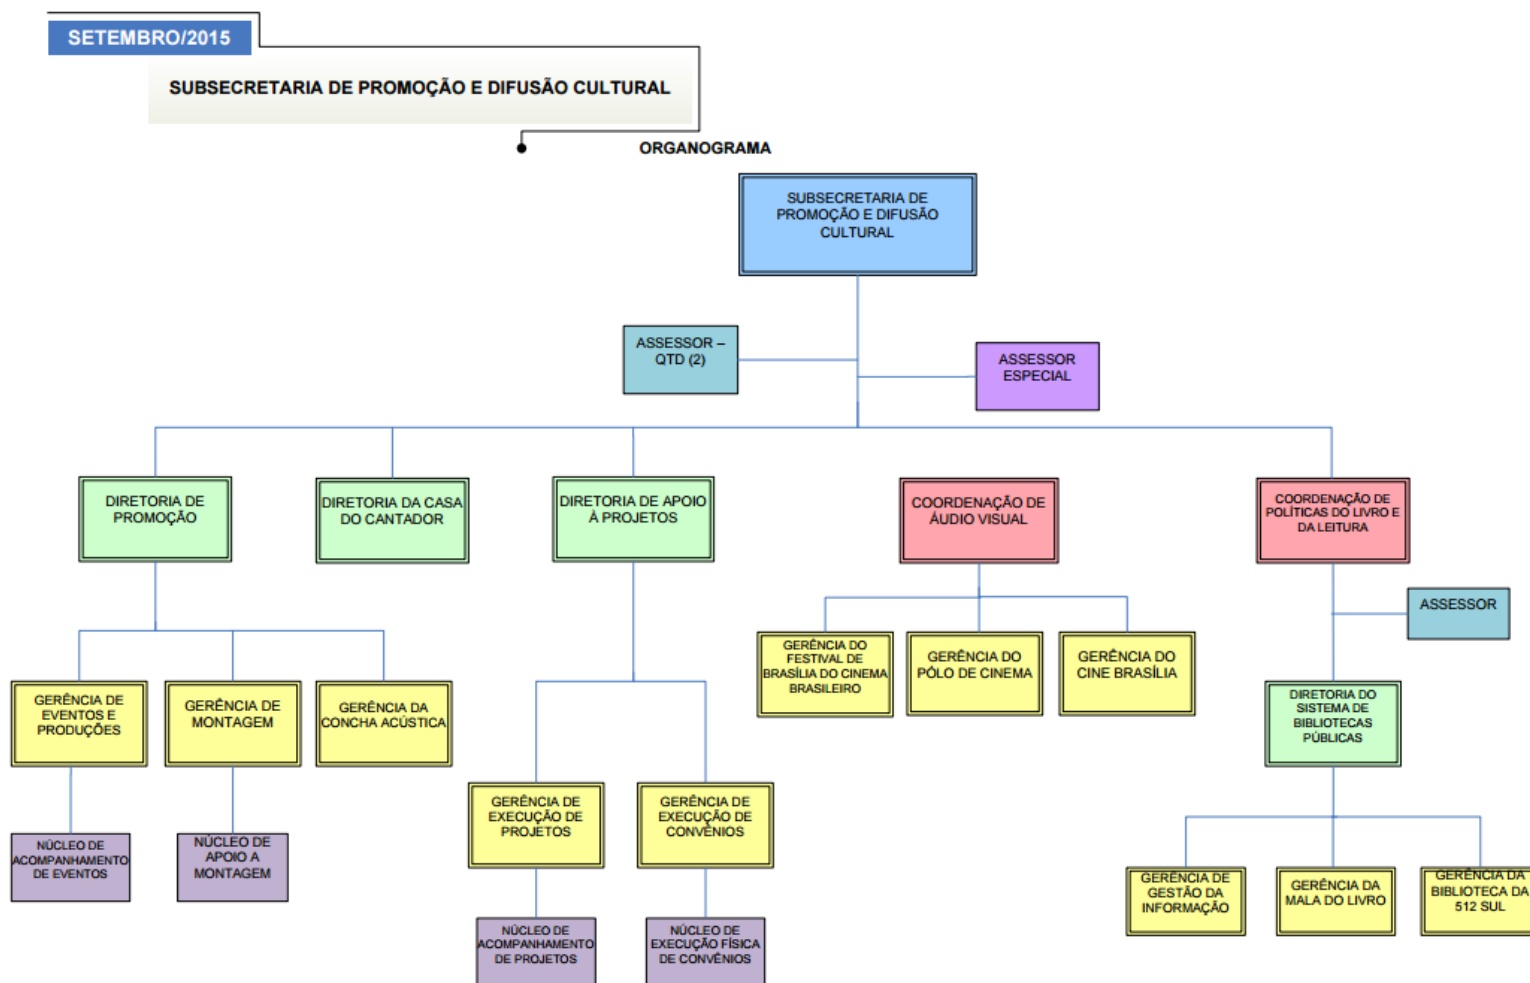 SETEMBRO/2015
SUBSECRETARIA DE PROMOÇÃO E DIFUSÃO CULTURAL
ORGANOGRAMA
SUBSECRETARIA DE
PROMOÇÃO E DIFUSÃO
CULTURAL
ASSESSOR –
QTD (2)
ASSESSOR
ESPECIAL
DIRETORIA DE
PROMOÇÃO
DIRETORIA DA CASA
DO CANTADOR
DIRETORIA DE APOIO
À PROJETOS
COORDENAÇÃO DE
ÁUDIO VISUAL
COORDENAÇÃO DE
POLÍTICAS DO LIVRO E
DA LEITURA
ASSESSOR
GERÊNCIA DO
FESTIVAL DE
BRASÍLIA DO CINEMA
BRASILEIRO
GERÊNCIA DO
PÓLO DE CINEMA
GERÊNCIA DO
CINE BRASÍLIA
GERÊNCIA DE
EVENTOS E
PRODUÇÕES
GERÊNCIA DE
MONTAGEM
GERÊNCIA DA
CONCHA ACÚSTICA
DIRETORIA DO
SISTEMA DE
BIBLIOTECAS
PÚBLICAS
GERÊNCIA DE
EXECUÇÃO DE
PROJETOS
GERÊNCIA DE
EXECUÇÃO DE
CONVÊNIOS
NÚCLEO DE
ACOMPANHAMENTO
DE EVENTOS
NÚCLEO DE
APOIO A
MONTAGEM
GERÊNCIA DE
GESTÃO DA
INFORMAÇÃO
GERÊNCIA DA
MALA DO LIVRO
GERÊNCIA DA
BIBLIOTECA DA
512 SUL
NÚCLEO DE
ACOMPANHAMENTO
DE PROJETOS
NÚCLEO DE
EXECUÇÃO FÍSICA
DE CONVÊNIOS